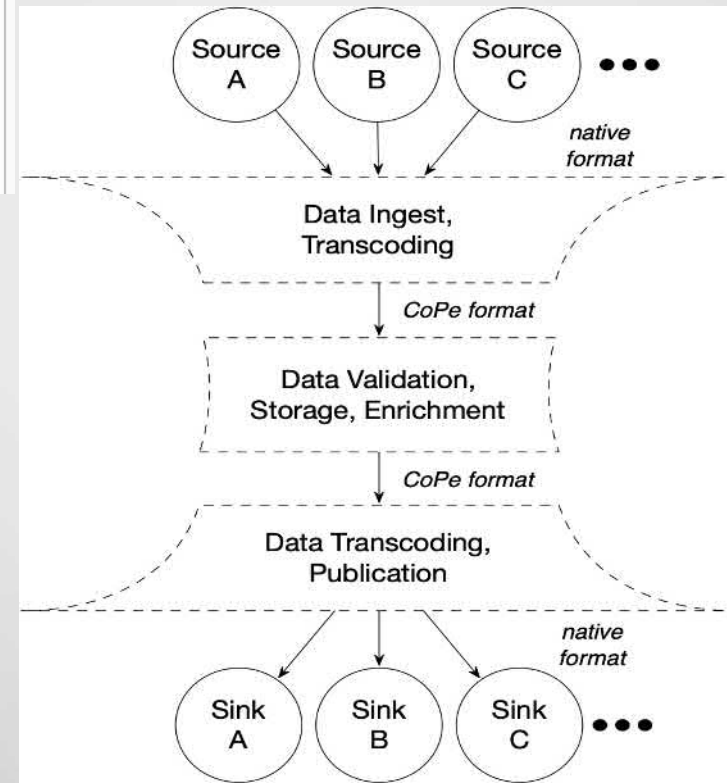 Source
A
Source
B
Source
C
native
format
Data Ingest,
Transcoding
CoPe format
Data Validation,
Storage, Enrichment
CoPe format
Data Transcoding,
Publication
native
format
Sink
A
Sink
B
Sink
C